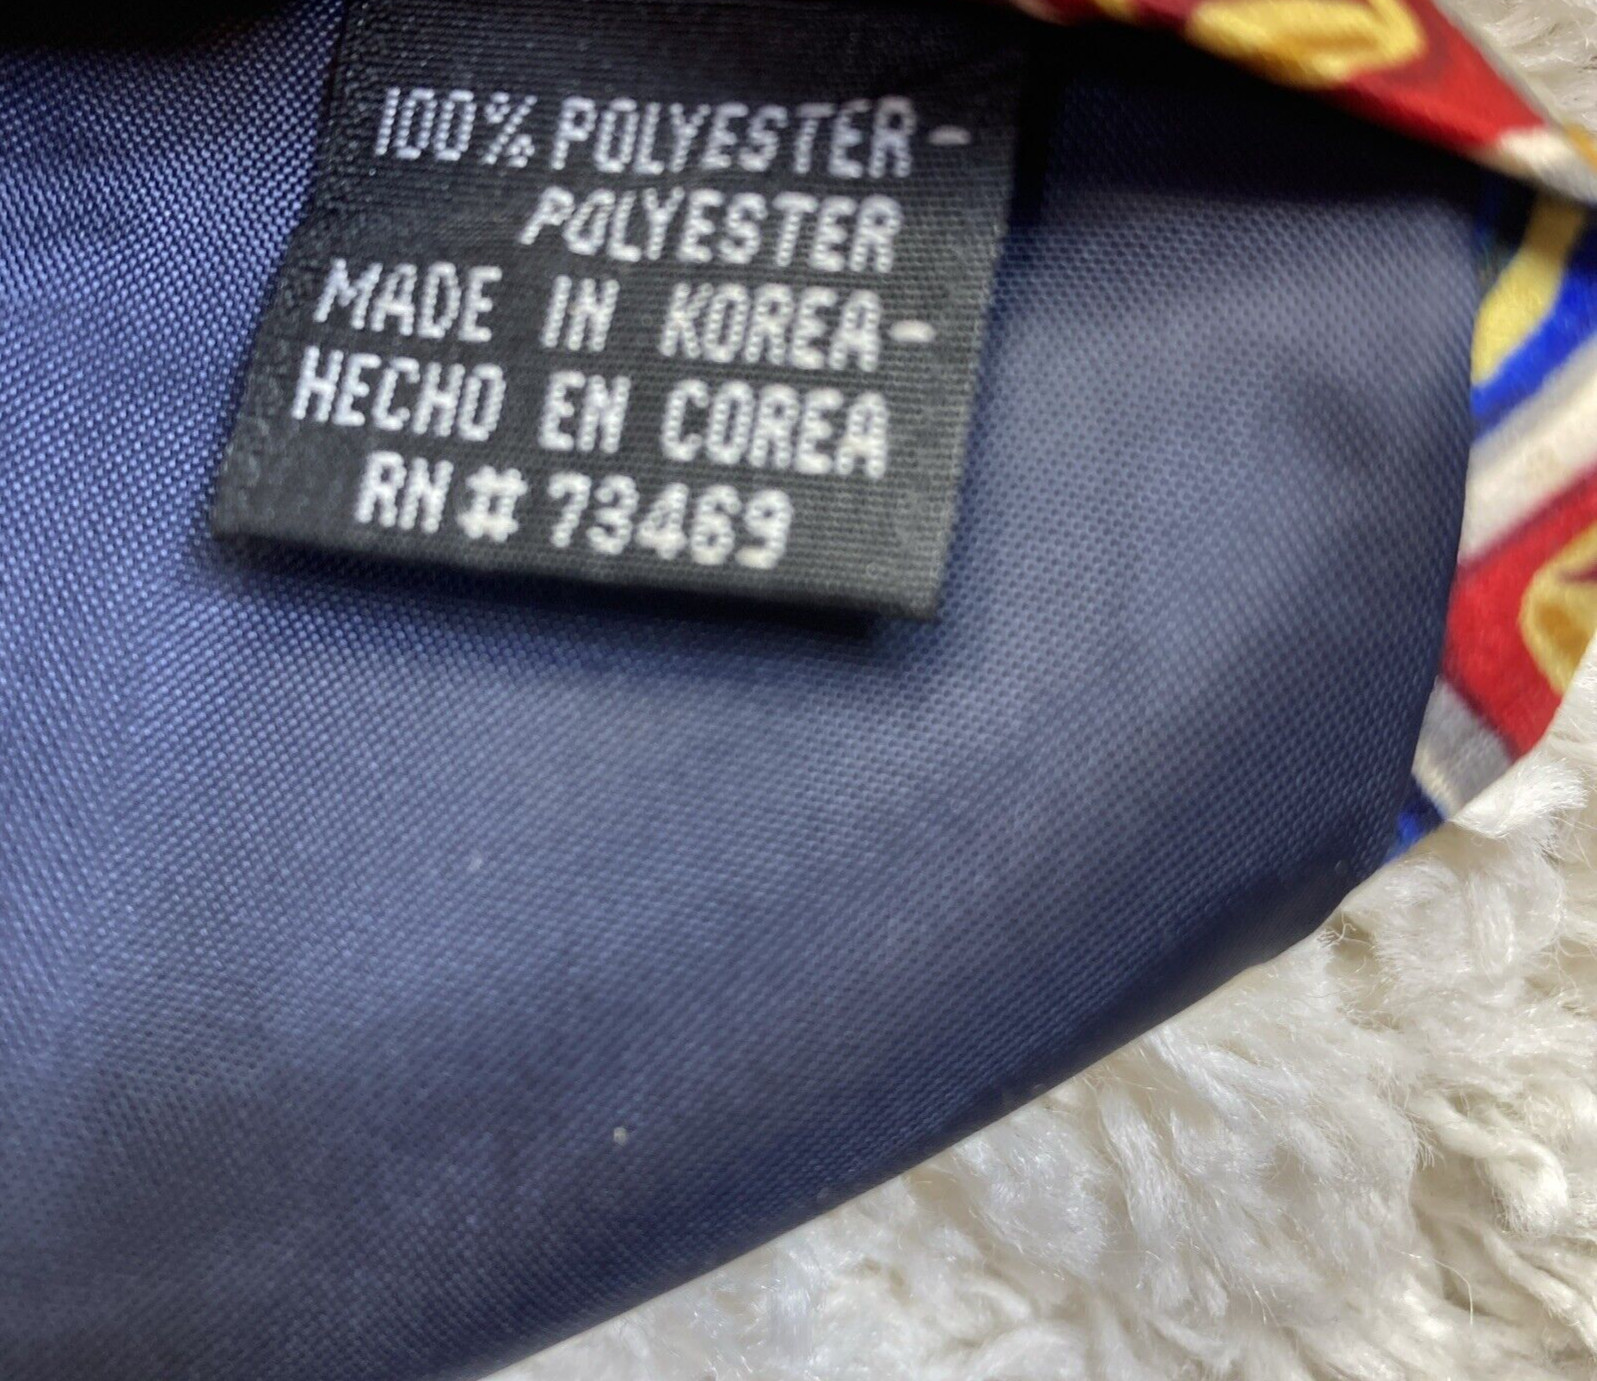 100% POLYESTER-
POLYESTER
MADE IN KOREA-
HECHO EN COREA
RN # 73469